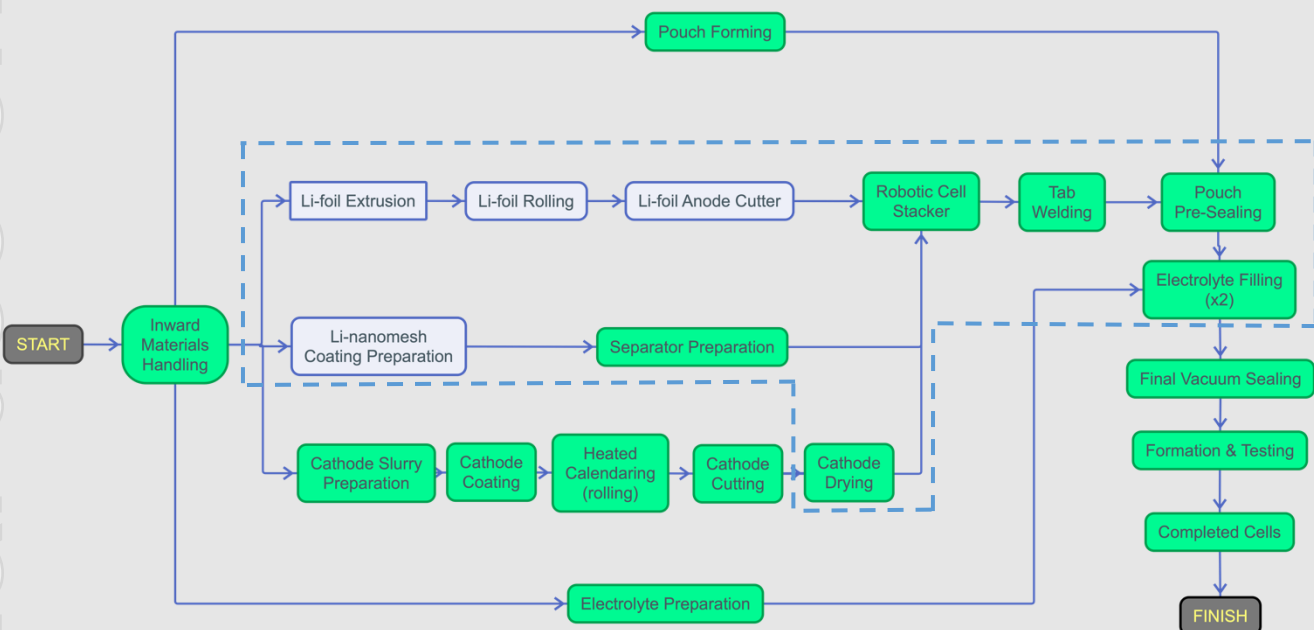 Pouch Forming
Li-foil Extrusion
Li-foil Rolling
Li-foil Anode Cutter
Robotic Cell
Stacker
Tab
Welding
Pouch
Pre-Sealing
Electrolyte Filling
(x2)
START
Inward
Materials
Handling
Li-nanomesh
Coating Preparation
Separator Preparation
Final Vacuum Sealing
Cathode Slurry
Preparation
Cathode
Coating
Heated
Calendaring
(rolling)
Cathode
Cutting
Cathode
Drying
Formation & Testing
Completed Cells
Electrolyte Preparation
FINISH